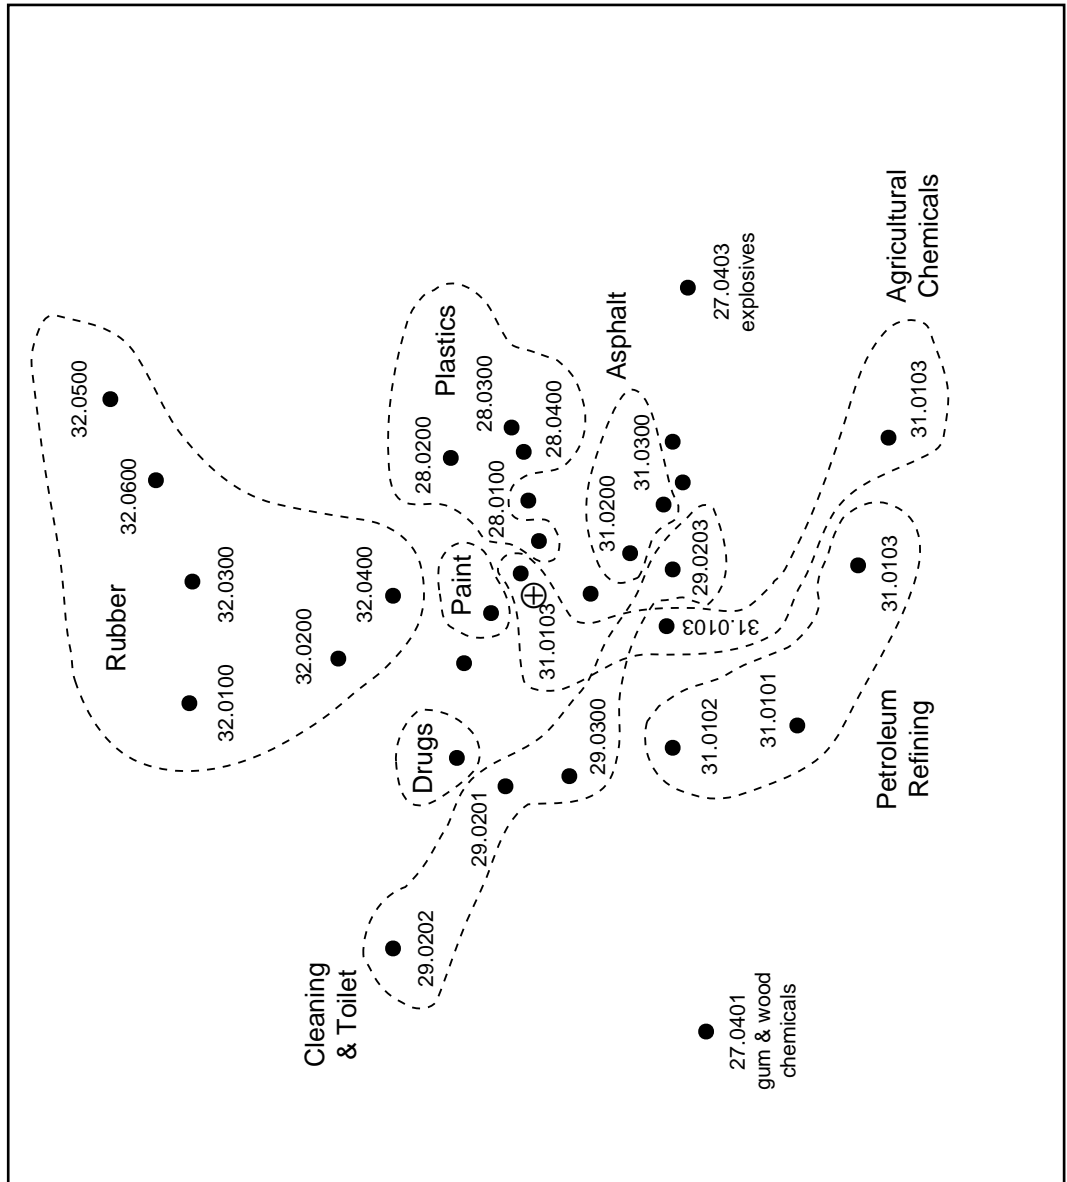 Rubber
32.0500
32.0600
32.0300
32.0100
32.0200
32.0400
Plastics
28.0200
28.0300
28.0400
28.0100
Paint
31.0103
Drugs
Cleaning
& Toilet
29.0202
29.0201
29.0300
Asphalt
31.0200
31.0300
29.0203
31.0103
27.0403
explosives
Agricultural
Chemicals
31.0103
31.0103
31.0102
31.0101
Petroleum
Refining
27.0401
gum & wood
chemicals